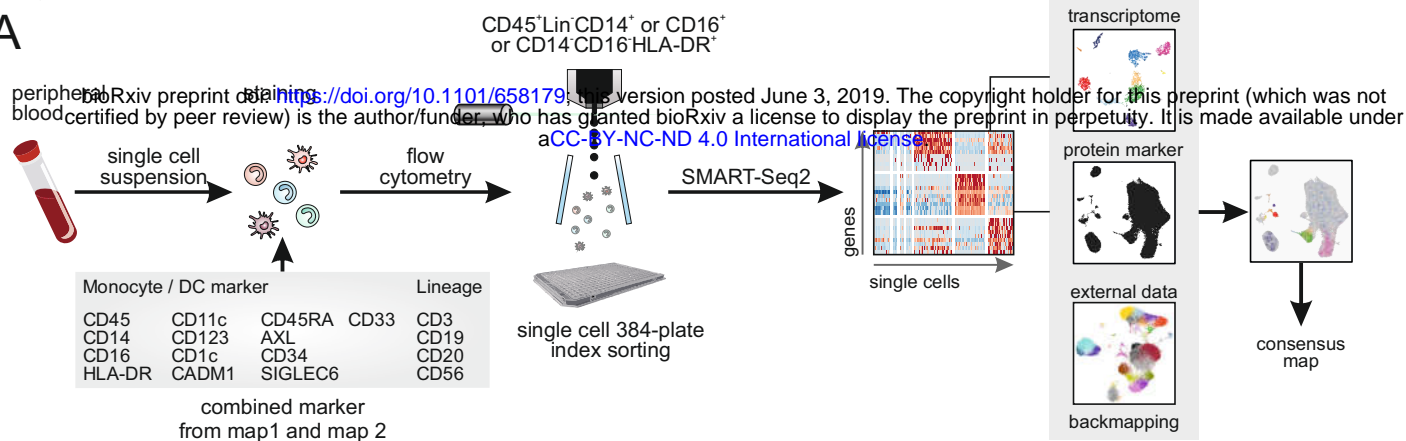 A
CD45+Lin-CD14+ or CD16+
or CD14-CD16-HLA-DR+
transcriptome
peripheral
blood
staining
bioRxiv preprint doi: https://doi.org/10.1101/658179; this version posted June 3, 2019. The copyright holder for this preprint (which was not
certified by peer review) is the author/funder, who has granted bioRxiv a license to display the preprint in perpetuity. It is made available under
aCC-BY-NC-ND 4.0 International license.
single cell
suspension
flow
cytometry
SMART-Seq2
genes
single cells
protein marker
external data
backmapping
consensus
map
single cell 384-plate
index sorting
Monocyte / DC marker Lineage
CD45 CD11c CD45RA CD33 CD3
CD14 CD123 AXL CD19
CD16 CD1c CD34 CD20
HLA-DR CADM1 SIGLEC6 CD56
combined marker
from map1 and map 2